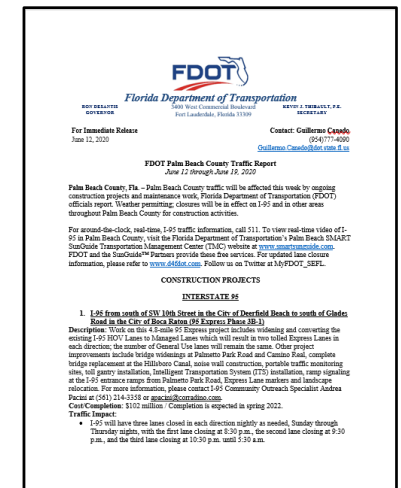 FDOT
Florida Department of Transportation
RON DESANTIS
GOVERNOR
5400 West Commercial Boulevard
Fort Lauderdale, Florida 33309
KEVIN J. THIBAULT, P.E.
SECRETARY
For Immediate Release
June 12, 2020
Contact: Guillermo Canedo
(954)777-4090
Guillermo.Canedo@dot.state.fl.us
FDOT Palm Beach County Traffic Report
June 12 through June 19, 2020
Palm Beach County, Fla. – Palm Beach County traffic will be affected this week by ongoing
construction projects and maintenance work, Florida Department of Transportation (FDOT)
officials report. Weather permitting; closures will be in effect on I-95 and in other areas
throughout Palm Beach County for construction activities.
For around-the-clock, real-time, I-95 traffic information, call 511. To view real-time video of I-
95 in Palm Beach County, visit the Florida Department of Transportation's Palm Beach SMART
SunGuide Transportation Management Center (TMC) website at www.smartsunguide.com.
FDOT and the SunGuide™ Partners provide these free services. For updated lane closure
information, please refer to www.d4fdot.com. Follow us on Twitter at MyFDOT_SEFL.
CONSTRUCTION PROJECTS
INTERSTATE 95
1. I-95 from south of SW 10th Street in the City of Deerfield Beach to south of Glades
Road in the City of Boca Raton (95 Express Phase 3B-1)
Description: Work on this 4.8-mile 95 Express project includes widening and converting the
existing I-95 HOV Lanes to Managed Lanes which will result in two tolled Express Lanes in
each direction; the number of General Use lanes will remain the same. Other project
improvements include bridge widenings at Palmetto Park Road and Camino Real, complete
bridge replacement at the Hillsboro Canal, noise wall construction, portable traffic monitoring
sites, toll gantry installation, Intelligent Transportation System (ITS) installation, ramp signaling
at the I-95 entrance ramps from Palmetto Park Road, Express Lane markers and landscape
relocation. For more information, please contact I-95 Community Outreach Specialist Andrea
Pacini at (561) 214-3358 or apacini@corradino.com.
Cost/Completion: $102 million / Completion is expected in spring 2022.
Traffic Impact:
• I-95 will have three lanes closed in each direction nightly as needed, Sunday through
Thursday nights, with the first lane closing at 8:30 p.m., the second lane closing at 9:30
p.m., and the third lane closing at 10:30 p.m. until 5:30 a.m.